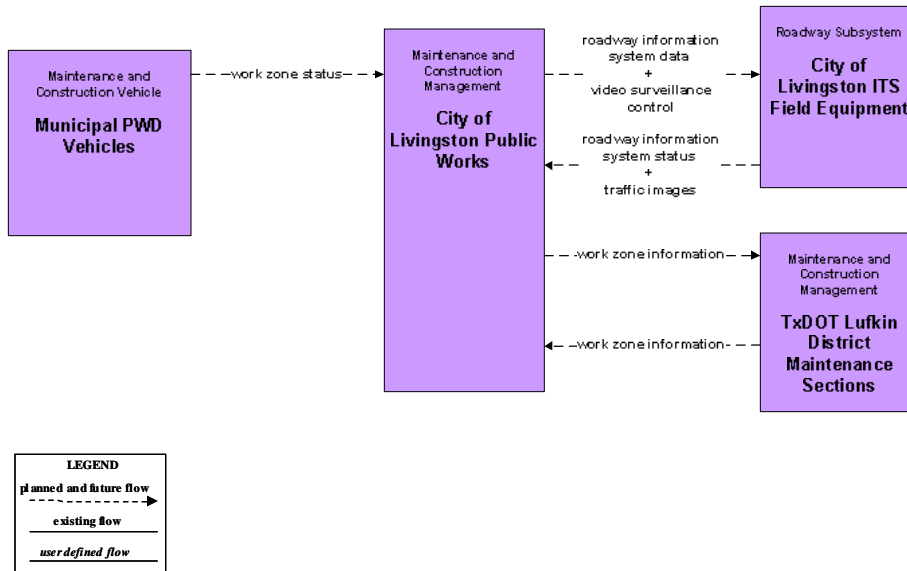 Maintenance and
Construction Vehicle
Municipal PWD
Vehicles
work zone status
Maintenance and
Construction
Management
City of
Livingston Public
Works
roadway information
system data
+
video surveillance
control
roadway information
system status
+
traffic images
work zone information
work zone information
Roadway Subsystem
City of
Livingston ITS
Field Equipment
Maintenance and
Construction
Management
TxDOT Lufkin
District
Maintenance
Sections
LEGEND
planned and future flow
existing flow
user defined flow